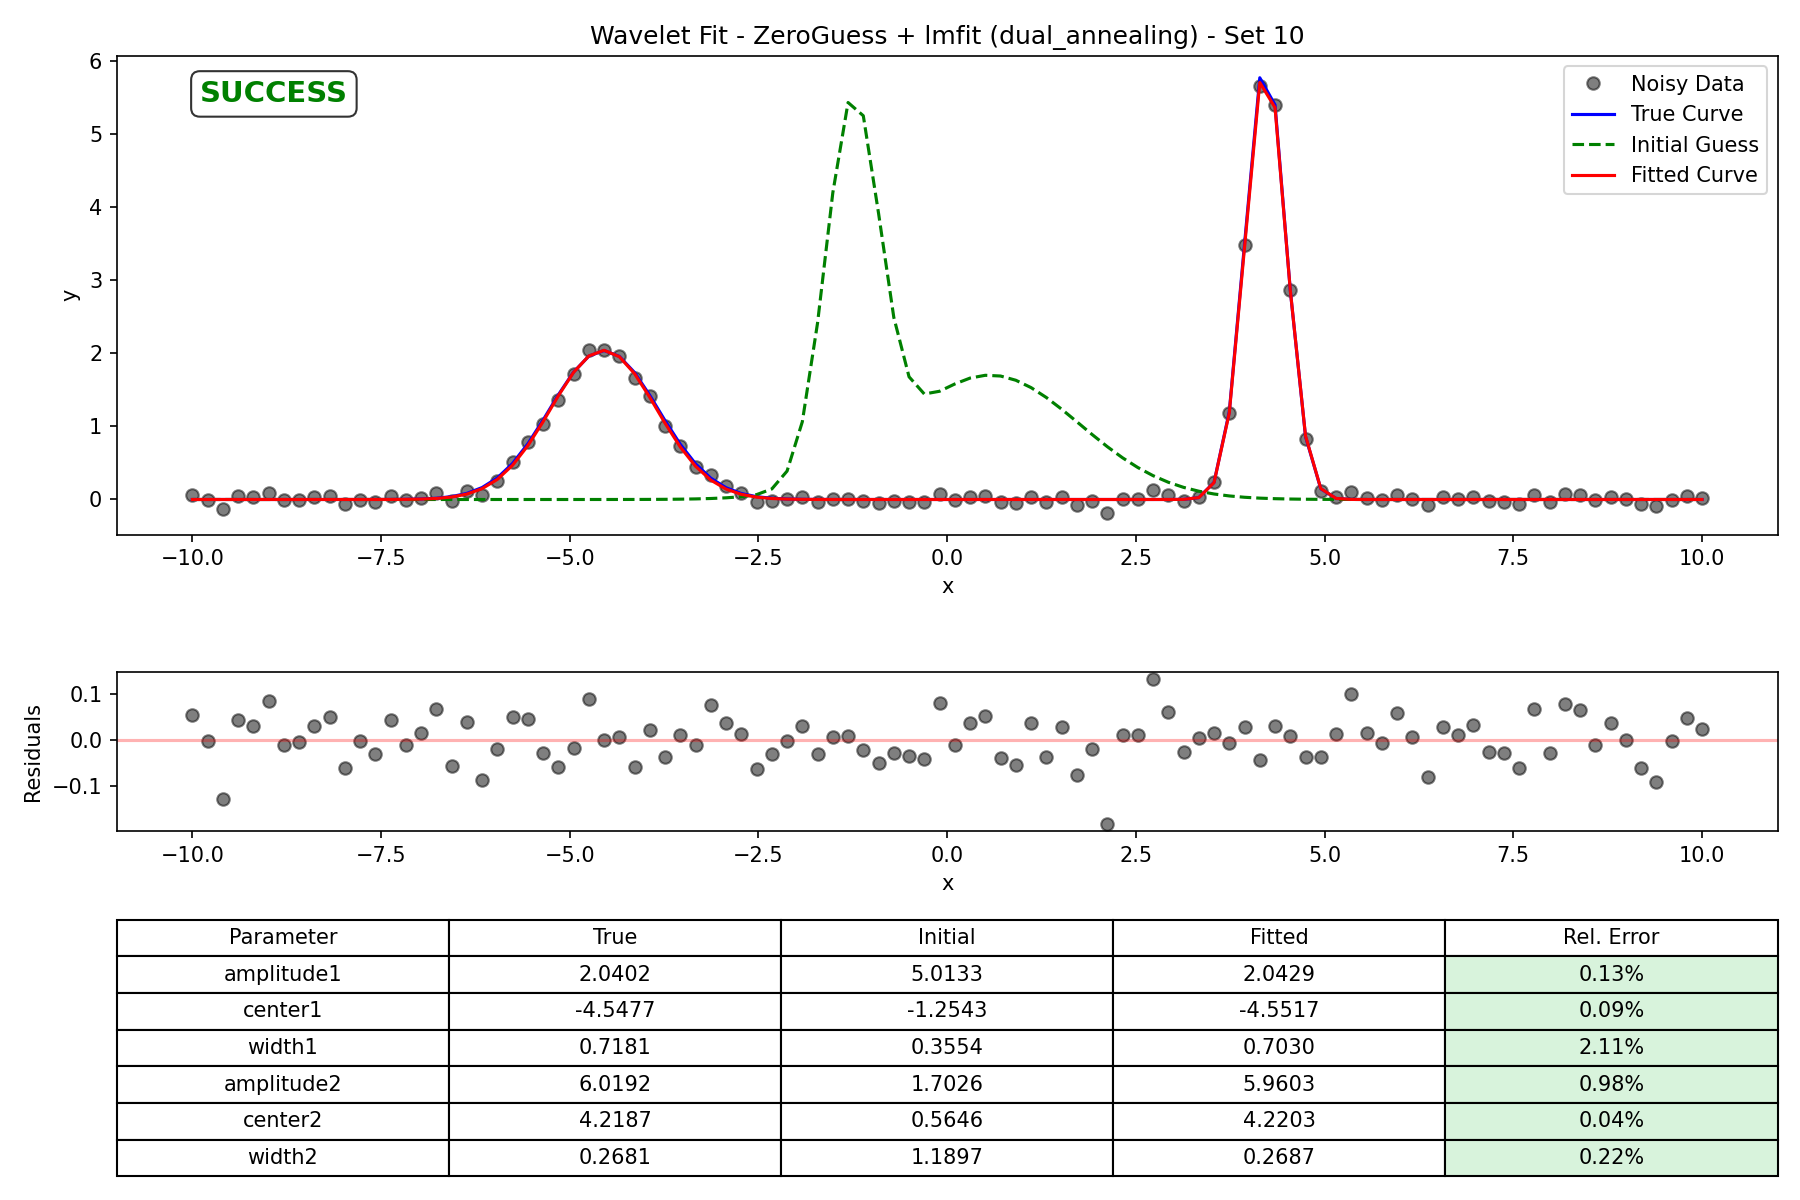 Wavelet Fit - ZeroGuess + lmfit (dual_annealing) - Set 10
SUCCESS
Noisy Data
True Curve
Initial Guess
Fitted Curve
y
6
5
4
3
2
1
0
−10.0 −7.5 −5.0 −2.5 0.0 2.5 5.0 7.5 10.0
x
Residuals
0.1
0.0
−0.1
−10.0 −7.5 −5.0 −2.5 0.0 2.5 5.0 7.5 10.0
x
Parameter True Initial Fitted Rel. Error
amplitude1 2.0402 5.0133 2.0429 0.13%
center1 -4.5477 -1.2543 -4.5517 0.09%
width1 0.7181 0.3554 0.7030 2.11%
amplitude2 6.0192 1.7026 5.9603 0.98%
center2 4.2187 0.5646 4.2203 0.04%
width2 0.2681 1.1897 0.2687 0.22%